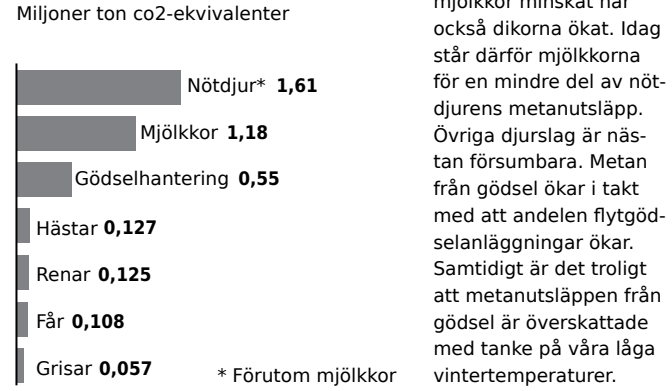 Miljoner ton co2-ekvivalenter
Nötdjur* 1,61
Mjölkkor 1,18
Gödselhantering 0,55
Hästar 0,127
Renar 0,125
Får 0,108
Grisar 0,057
* Förutom mjölkkor
mjölkkor minskat har
också dikorna ökat. Idag
står därför mjölkkorna
för en mindre del av nöt-
djurens metanutsläpp.
Övriga djurslag är näs-
tan försumbara. Metan
från gödsel ökar i takt
med att andelen flytgöd-
selanläggningar ökar.
Samtidigt är det troligt
att metanutsläppen från
gödsel är överskattade
med tanke på våra låga
vintertemperaturer.